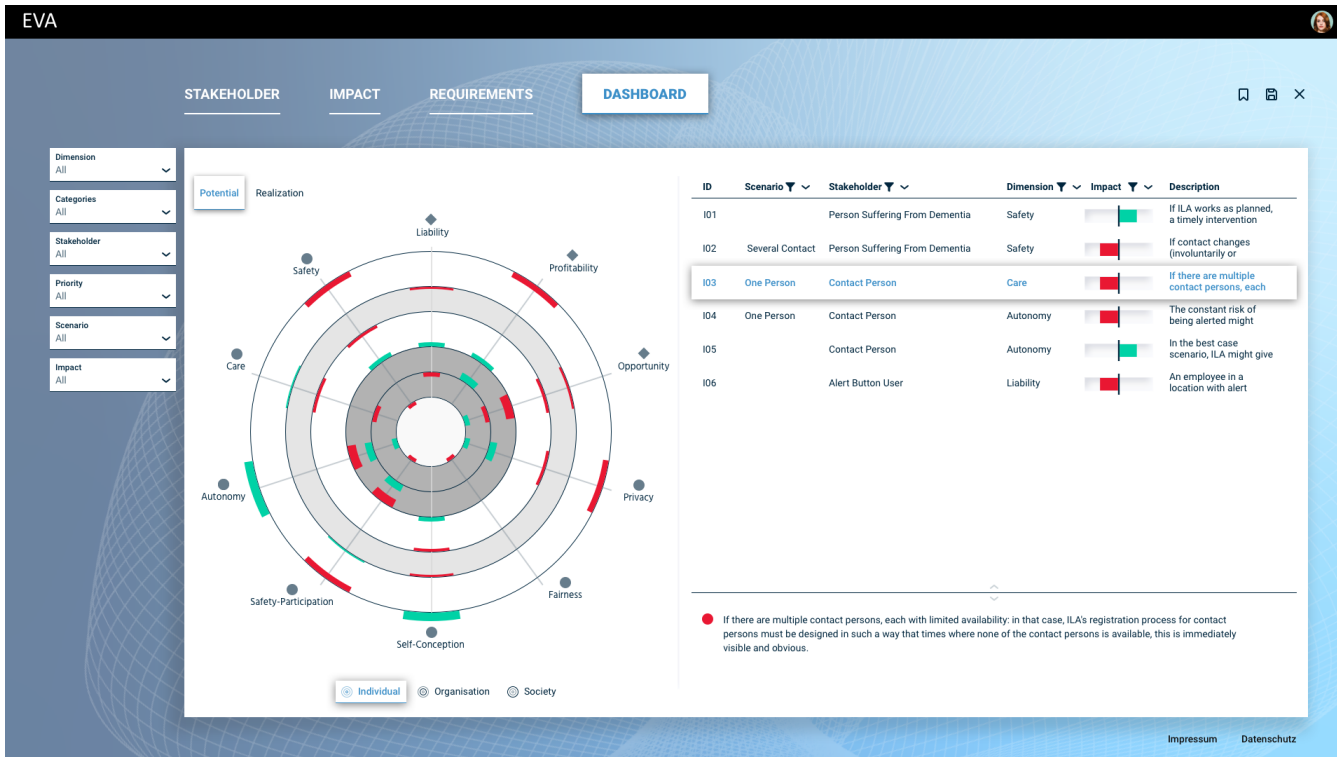 EVA
STAKEHOLDER IMPACT REQUIREMENTS DASHBOARD
Dimension
All
Categories
All
Stakeholder
All
Priority
All
Scenario
All
Impact
All
Potential Realization
Liability
Profitability
Safety
Opportunity
Care
Autonomy
Privacy
Safety-Participation
Fairness
Self-Conception
Individual Organisation Society
ID Scenario Stakeholder Dimension Impact Description
I01 Person Suffering From Dementia Safety If ILA works as planned,
a timely intervention
I02 Several Contact Person Suffering From Dementia Safety If contact changes
(involuntarily or
I03 One Person Contact Person Care If there are multiple
contact persons, each
I04 One Person Contact Person Autonomy The constant risk of
being alerted might
I05 Contact Person Autonomy In the best case
scenario, ILA might give
I06 Alert Button User Liability An employee in a
location with alert
If there are multiple contact persons, each with limited availability: in that case, ILA's registration process for contact
persons must be designed in such a way that times where none of the contact persons is available, this is immediately
visible and obvious.
Impressum Datenschutz